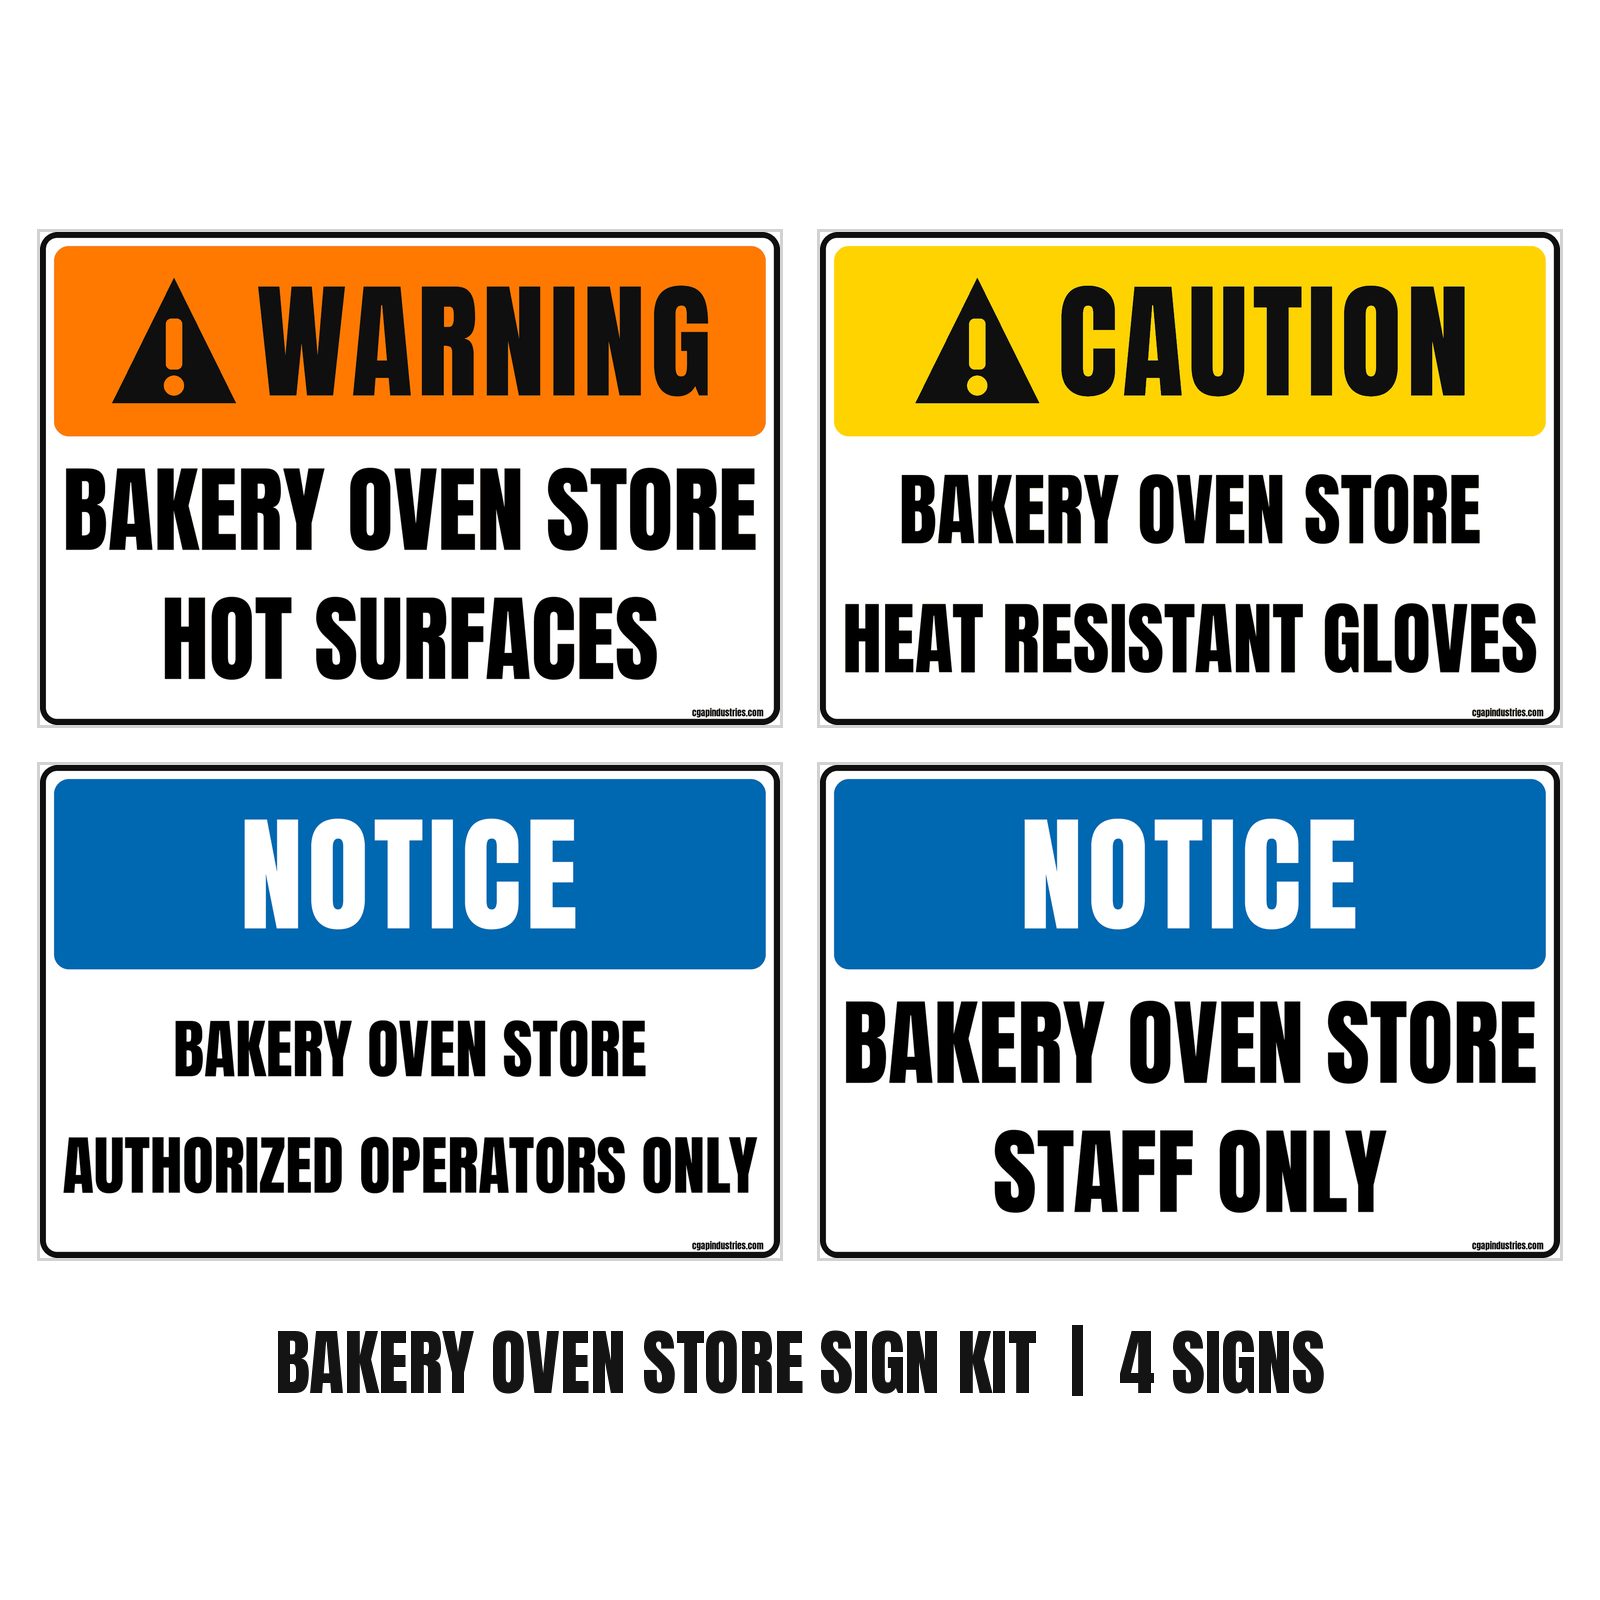 WARNING
BAKERY OVEN STORE
HOT SURFACES
cgapindustries.com
CAUTION
BAKERY OVEN STORE
HEAT RESISTANT GLOVES
cgapindustries.com
NOTICE
BAKERY OVEN STORE
AUTHORIZED OPERATORS ONLY
cgapindustries.com
NOTICE
BAKERY OVEN STORE
STAFF ONLY
cgapindustries.com
BAKERY OVEN STORE SIGN KIT | 4 SIGNS